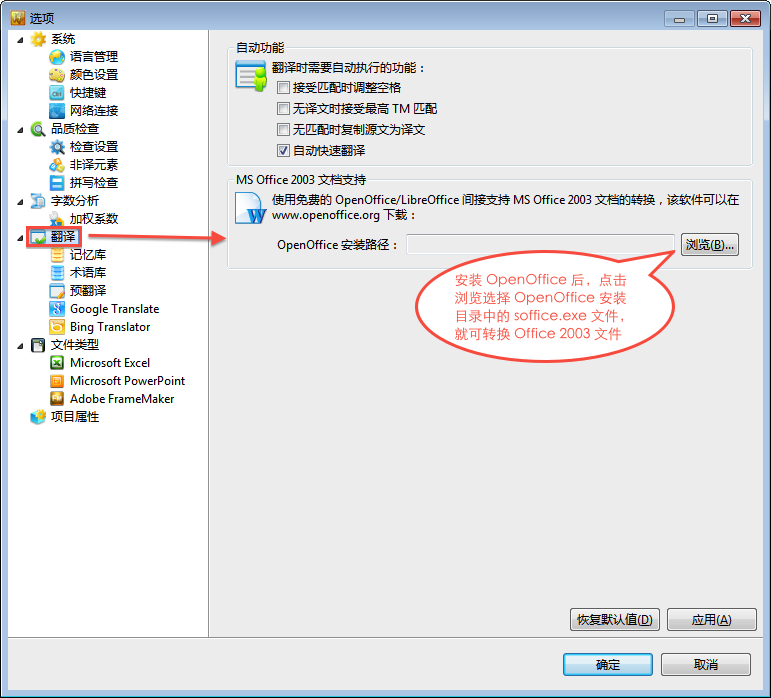 选项
系统
语言管理
颜色设置
快捷键
网络连接
品质检查
检查设置
非译元素
拼写检查
字数分析
加权系数
翻译
记忆库
术语库
预翻译
Google Translate
Bing Translator
文件类型
Microsoft Excel
Microsoft PowerPoint
Adobe FrameMaker
项目属性
自动功能
翻译时需要自动执行的功能：
接受匹配时调整空格
无译文时接受最高 TM 匹配
无匹配时复制源文为译文
自动快速翻译
MS Office 2003 文档支持
使用免费的 OpenOffice/LibreOffice 间接支持 MS Office 2003 文档的转换，该软件可以在
www.openoffice.org 下载：
OpenOffice 安装路径：
浏览(B)...
安装 OpenOffice 后，点击
浏览选择 OpenOffice 安装
目录中的 soffice.exe 文件，
就可转换 Office 2003 文件
恢复默认值(D)
应用(A)
确定
取消